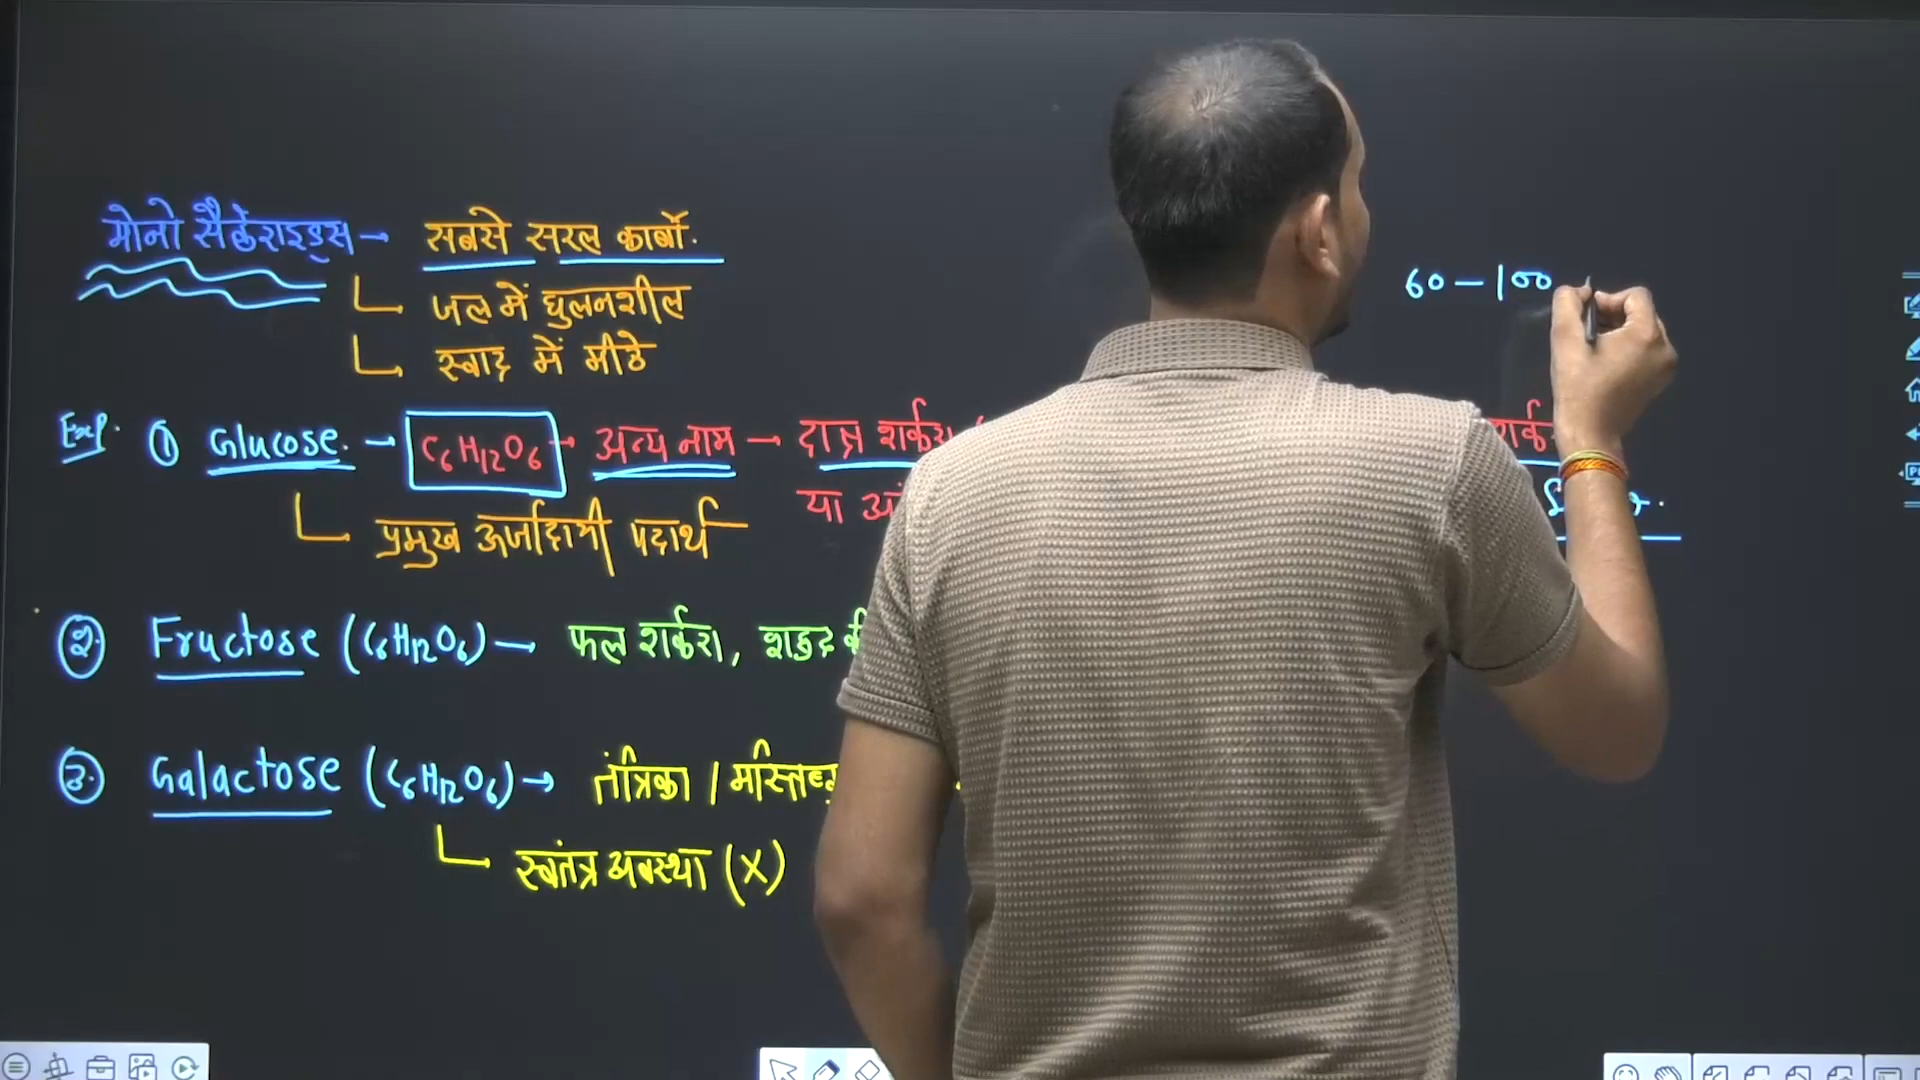 मोनो सैकेराइड्स → सबसे सरल कार्बो.
जल में घुलनशील
स्वाद में मीठे
60 - 100
Exp. ① Glucose. → C6H12O6 → अन्य नाम → द्राक्ष शर्करा
या
प्रमुख ऊर्जादायी पदार्थ
② Fructose (C6H12O6) — फल शर्करा, शहद
③ Galactose (C6H12O6) → तंत्रिका / मस्तिष्क
स्वतंत्र अवस्था (X)